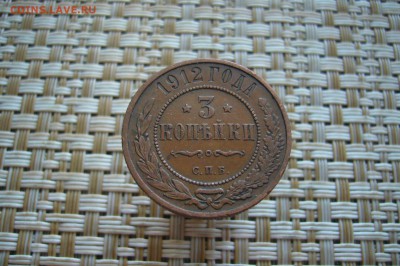 COINS.LAVE.RU
1912 ГОДА
3
КОПѢЙКИ
С.П.Б.